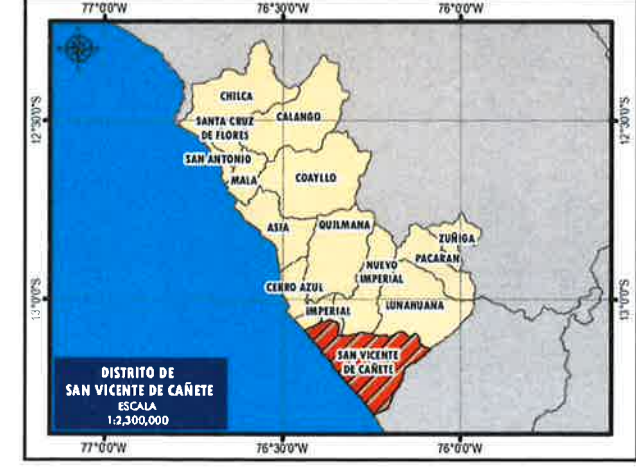 77°0'0"W 76°30'0"W 76°0'0"W
12°30'0"S 12°30'0"S
CHILCA
SANTA CRUZ
DE FLORES
CALANGO
SAN ANTONIO
MALA
COAYLLO
ASIA
QUILMANA
ZUÑIGA
PACARAN
NUEVO
IMPERIAL
CERRO AZUL
LUNAHUANA
IMPERIAL
13°0'0"S 13°0'0"S
SAN VICENTE
DE CAÑETE
DISTRITO DE
SAN VICENTE DE CAÑETE
ESCALA
1:2,300,000
77°0'0"W 76°30'0"W 76°0'0"W